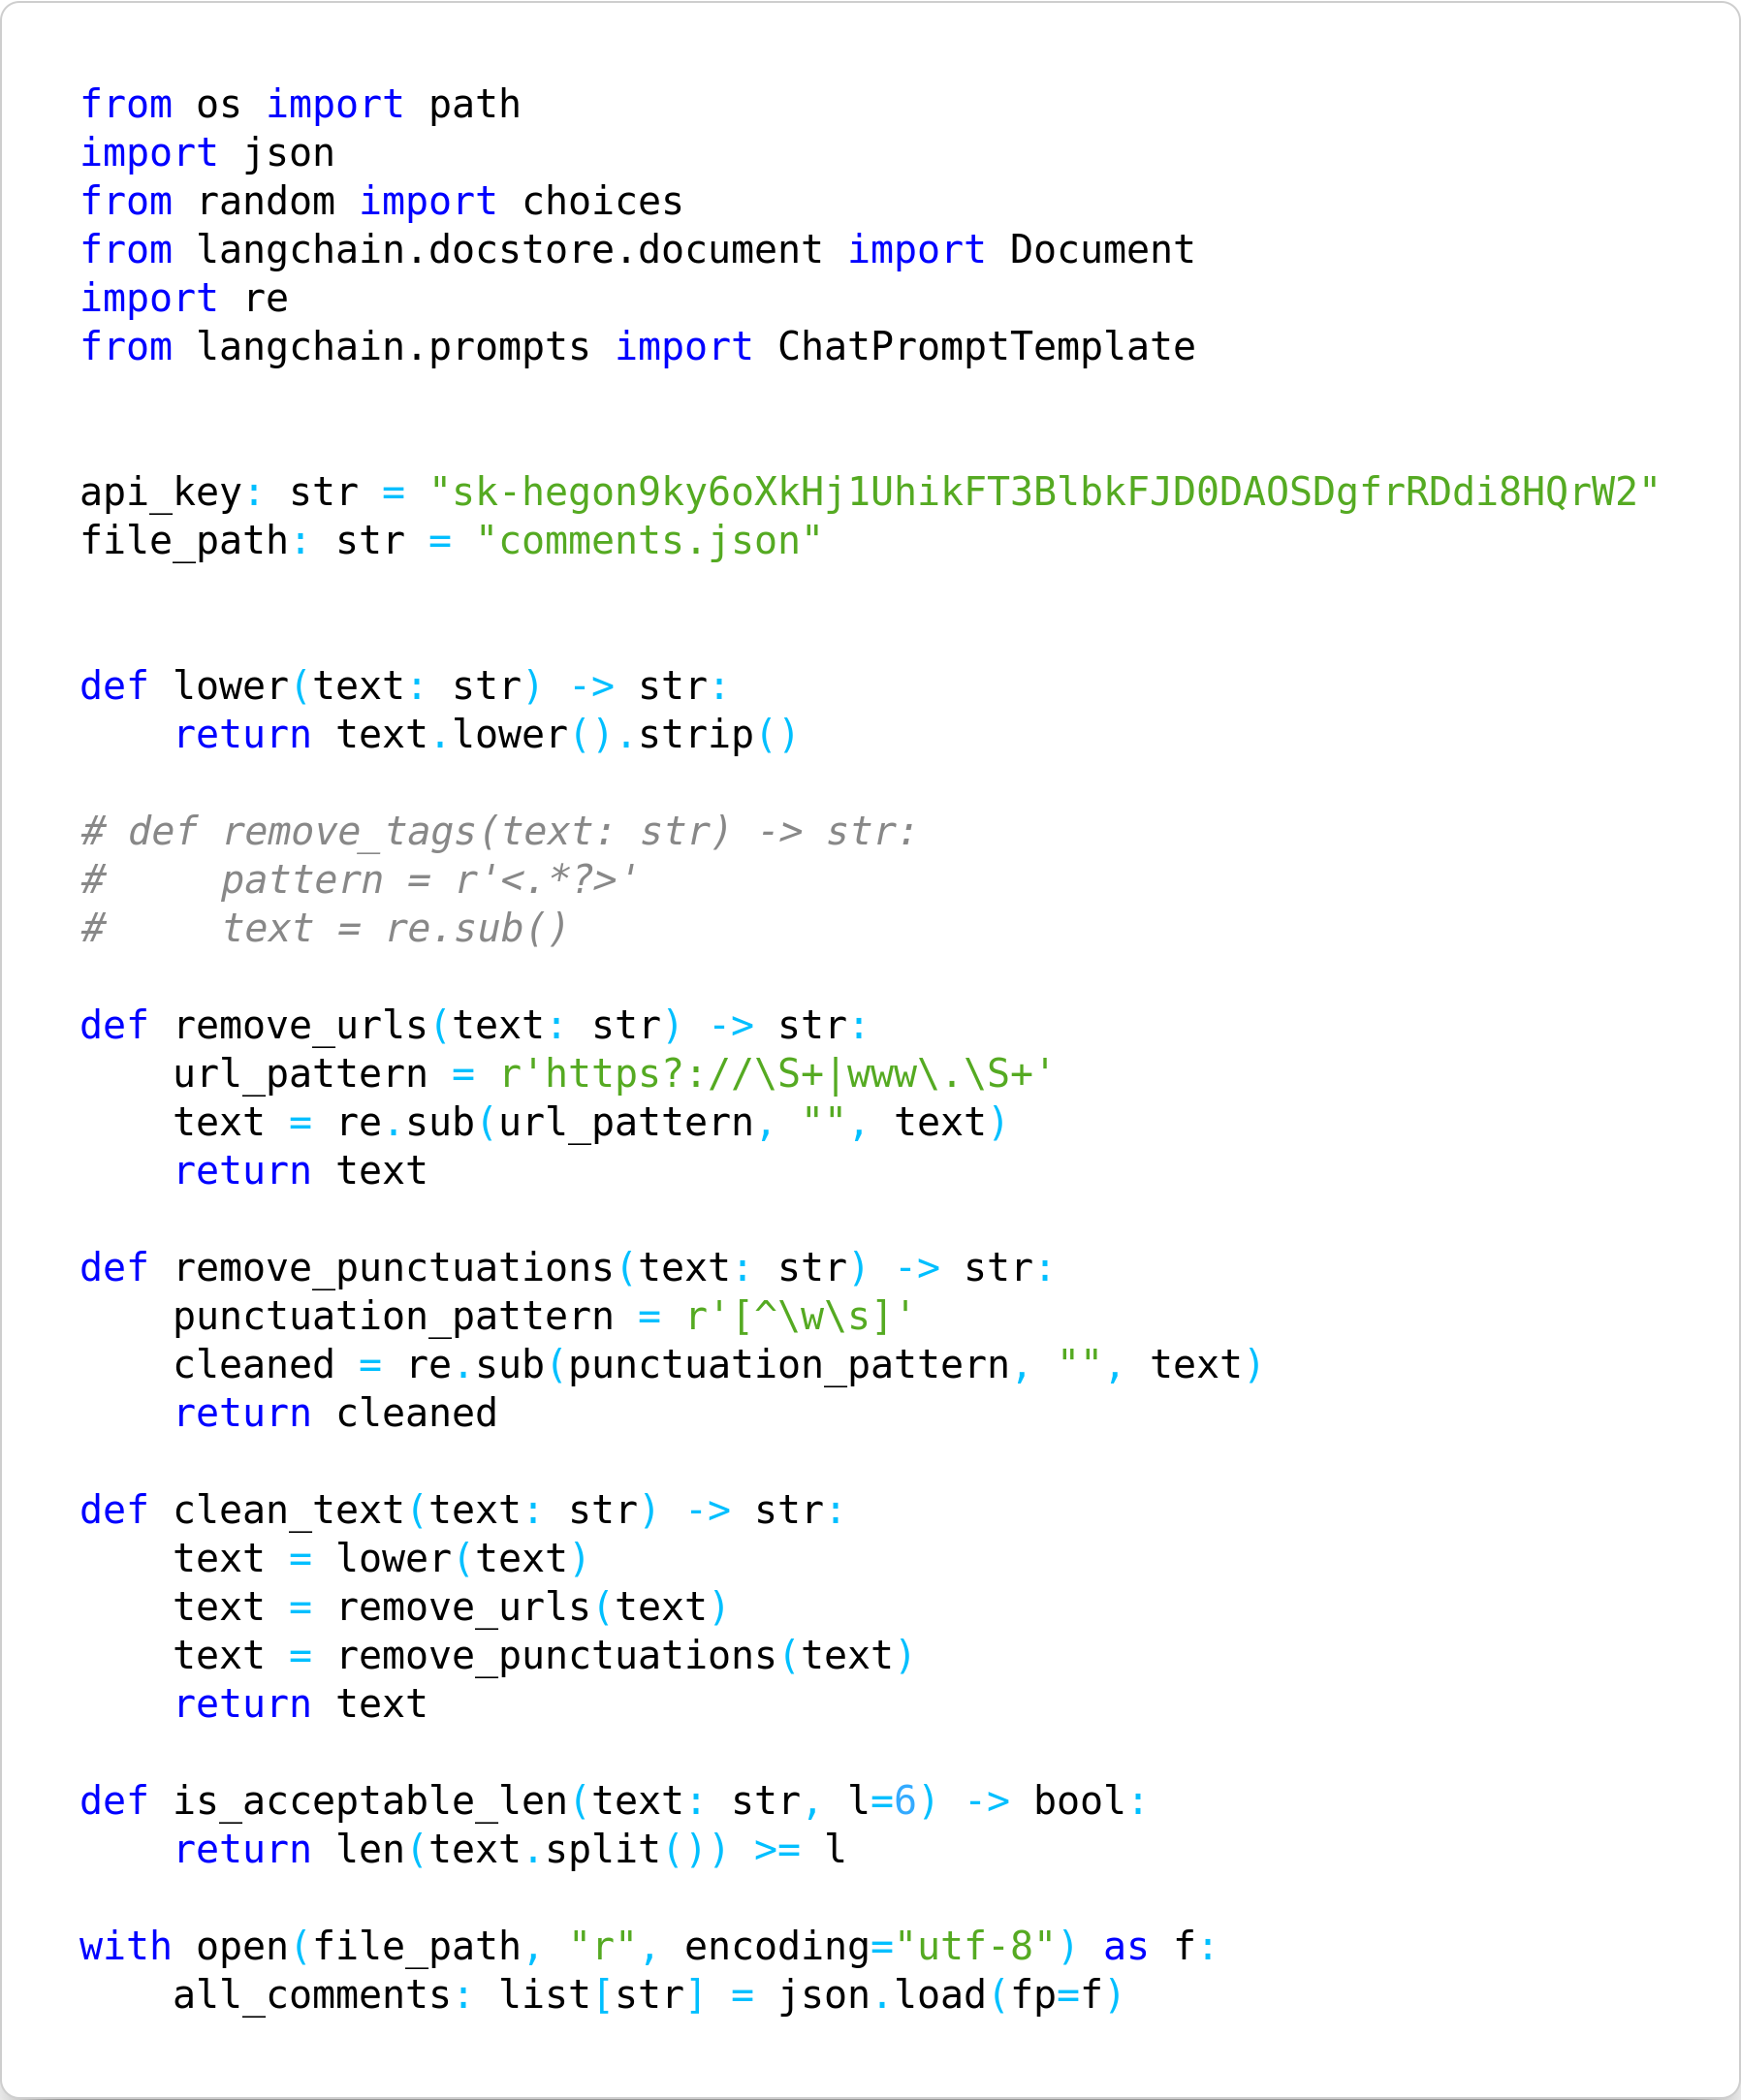 from os import path
import json
from random import choices
from langchain.docstore.document import Document
import re
from langchain.prompts import ChatPromptTemplate
api_key: str = "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"
file_path: str = "comments.json"
def lower(text: str) -> str:
    return text.lower().strip()
# def remove_tags(text: str) -> str:
#     pattern = r'<.*?>'
#     text = re.sub()
def remove_urls(text: str) -> str:
    url_pattern = r'https?://\S+|www\.\S+'
    text = re.sub(url_pattern, "", text)
    return text
def remove_punctuations(text: str) -> str:
    punctuation_pattern = r'[^\w\s]'
    cleaned = re.sub(punctuation_pattern, "", text)
    return cleaned
def clean_text(text: str) -> str:
    text = lower(text)
    text = remove_urls(text)
    text = remove_punctuations(text)
    return text
def is_acceptable_len(text: str, l=6) -> bool:
    return len(text.split()) >= l
with open(file_path, "r", encoding="utf-8") as f:
    all_comments: list[str] = json.load(fp=f)